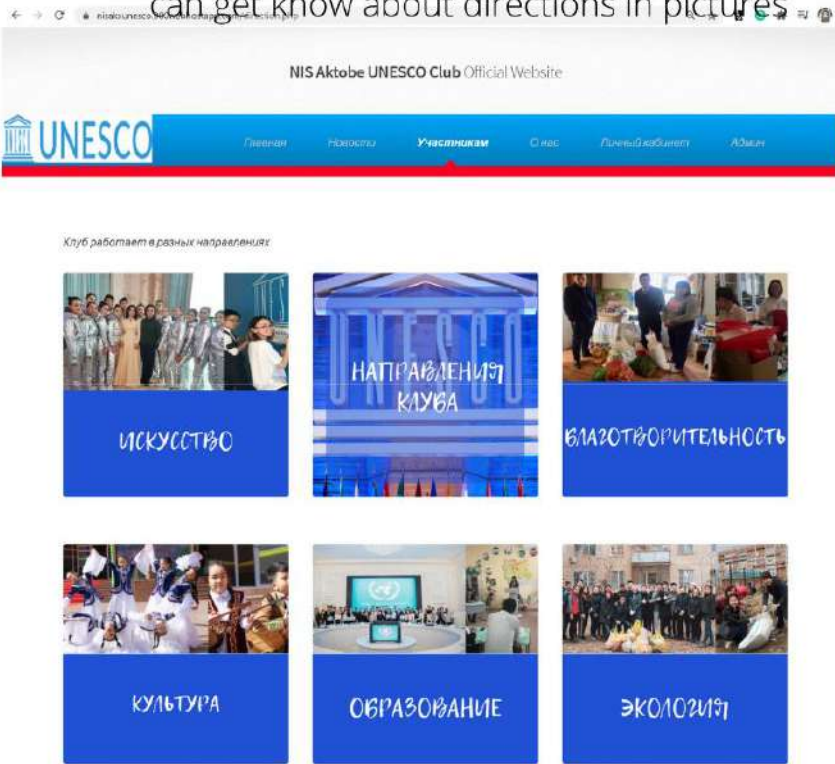 can get know about directions in pictures
NIS Aktobe UNESCO Club Official Website
UNESCO
Главная Новости Участникам О нас Личный кабинет Админ
Клуб работает в разных направлениях
ИСКУССТВО
UNESCO
НАПРАВЛЕНИЯ
КЛУБА
БЛАГОТВОРИТЕЛЬНОСТЬ
КУЛЬТУРА
ОБРАЗОВАНИЕ
ЭКОЛОГИЯ